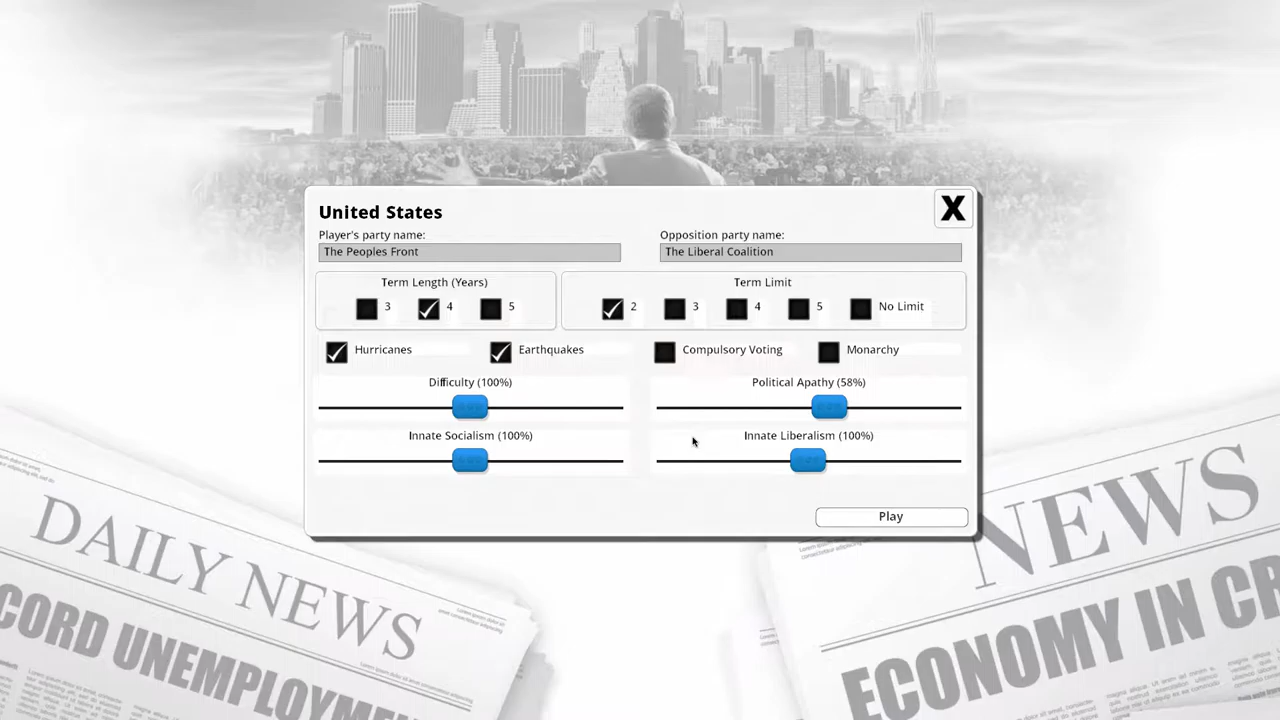 United States
X
Player's party name:
Opposition party name:
The Peoples Front
The Liberal Coalition
Term Length (Years)
Term Limit
3
4
5
2
3
4
5
No Limit
Hurricanes
Earthquakes
Compulsory Voting
Monarchy
Difficulty (100%)
Political Apathy (58%)
Innate Socialism (100%)
Innate Liberalism (100%)
Play
DAILY NEWS
CORD UNEMPLOYME
NEWS
ECONOMY IN CR